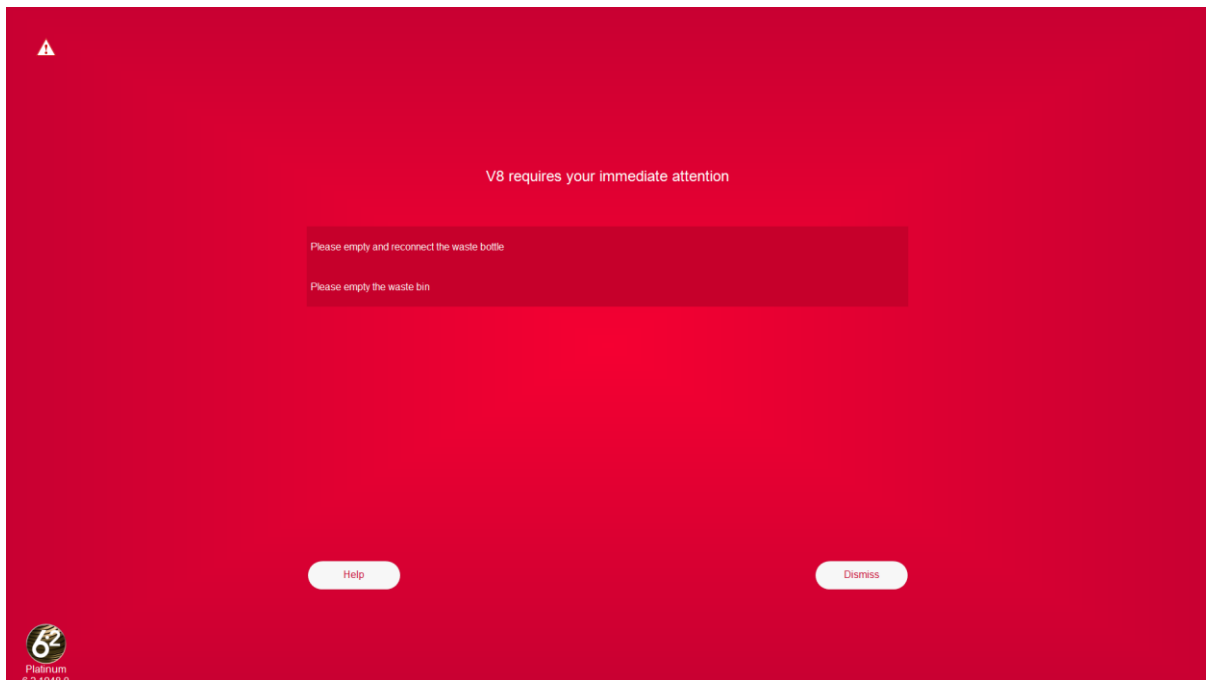 V8 requires your immediate attention
Please empty and reconnect the waste bottle
Please empty the waste bin
Help
Dismiss
62
Platinum